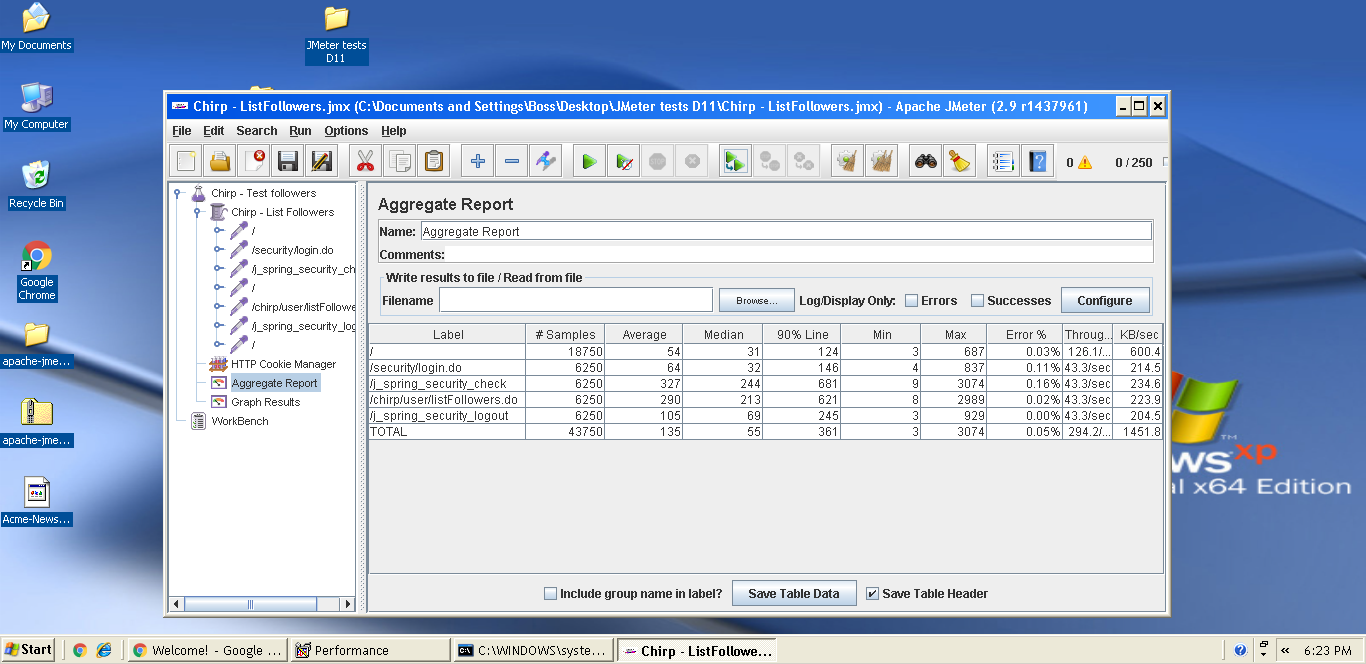 My Documents
JMeter tests
D11
My Computer
Recycle Bin
Google
Chrome
apache-jme...
apache-jme...
Acme-News...
Chirp - ListFollowers.jmx (C:\Documents and Settings\Boss\Desktop\JMeter tests D11\Chirp - ListFollowers.jmx) - Apache JMeter (2.9 r1437961)
File Edit Search Run Options Help
0 0 / 250
Chirp - Test followers
Chirp - List Followers
/
/security/login.do
/j_spring_security_ch
/
/chirp/user/listFollowe
/j_spring_security_log
/
HTTP Cookie Manager
Aggregate Report
Graph Results
WorkBench
Aggregate Report
Name: Aggregate Report
Comments:
Write results to file / Read from file
Filename Browse... Log/Display Only: Errors Successes Configure
Label # Samples Average Median 90% Line Min Max Error % Throug... KB/sec
/ 18750 54 31 124 3 687 0.03% 126.1/... 600.4
/security/login.do 6250 64 32 146 4 837 0.11% 43.3/sec 214.5
/j_spring_security_check 6250 327 244 681 9 3074 0.16% 43.3/sec 234.6
/chirp/user/listFollowers.do 6250 290 213 621 8 2989 0.02% 43.3/sec 223.9
/j_spring_security_logout 6250 105 69 245 3 929 0.00% 43.3/sec 204.5
TOTAL 43750 135 55 361 3 3074 0.05% 294.2/... 1451.8
Include group name in label? Save Table Data Save Table Header
TM
ws xp
al x64 Edition
Start Welcome! - Google ... Performance C:\WINDOWS\syste... Chirp - ListFollowe... « 6:23 PM